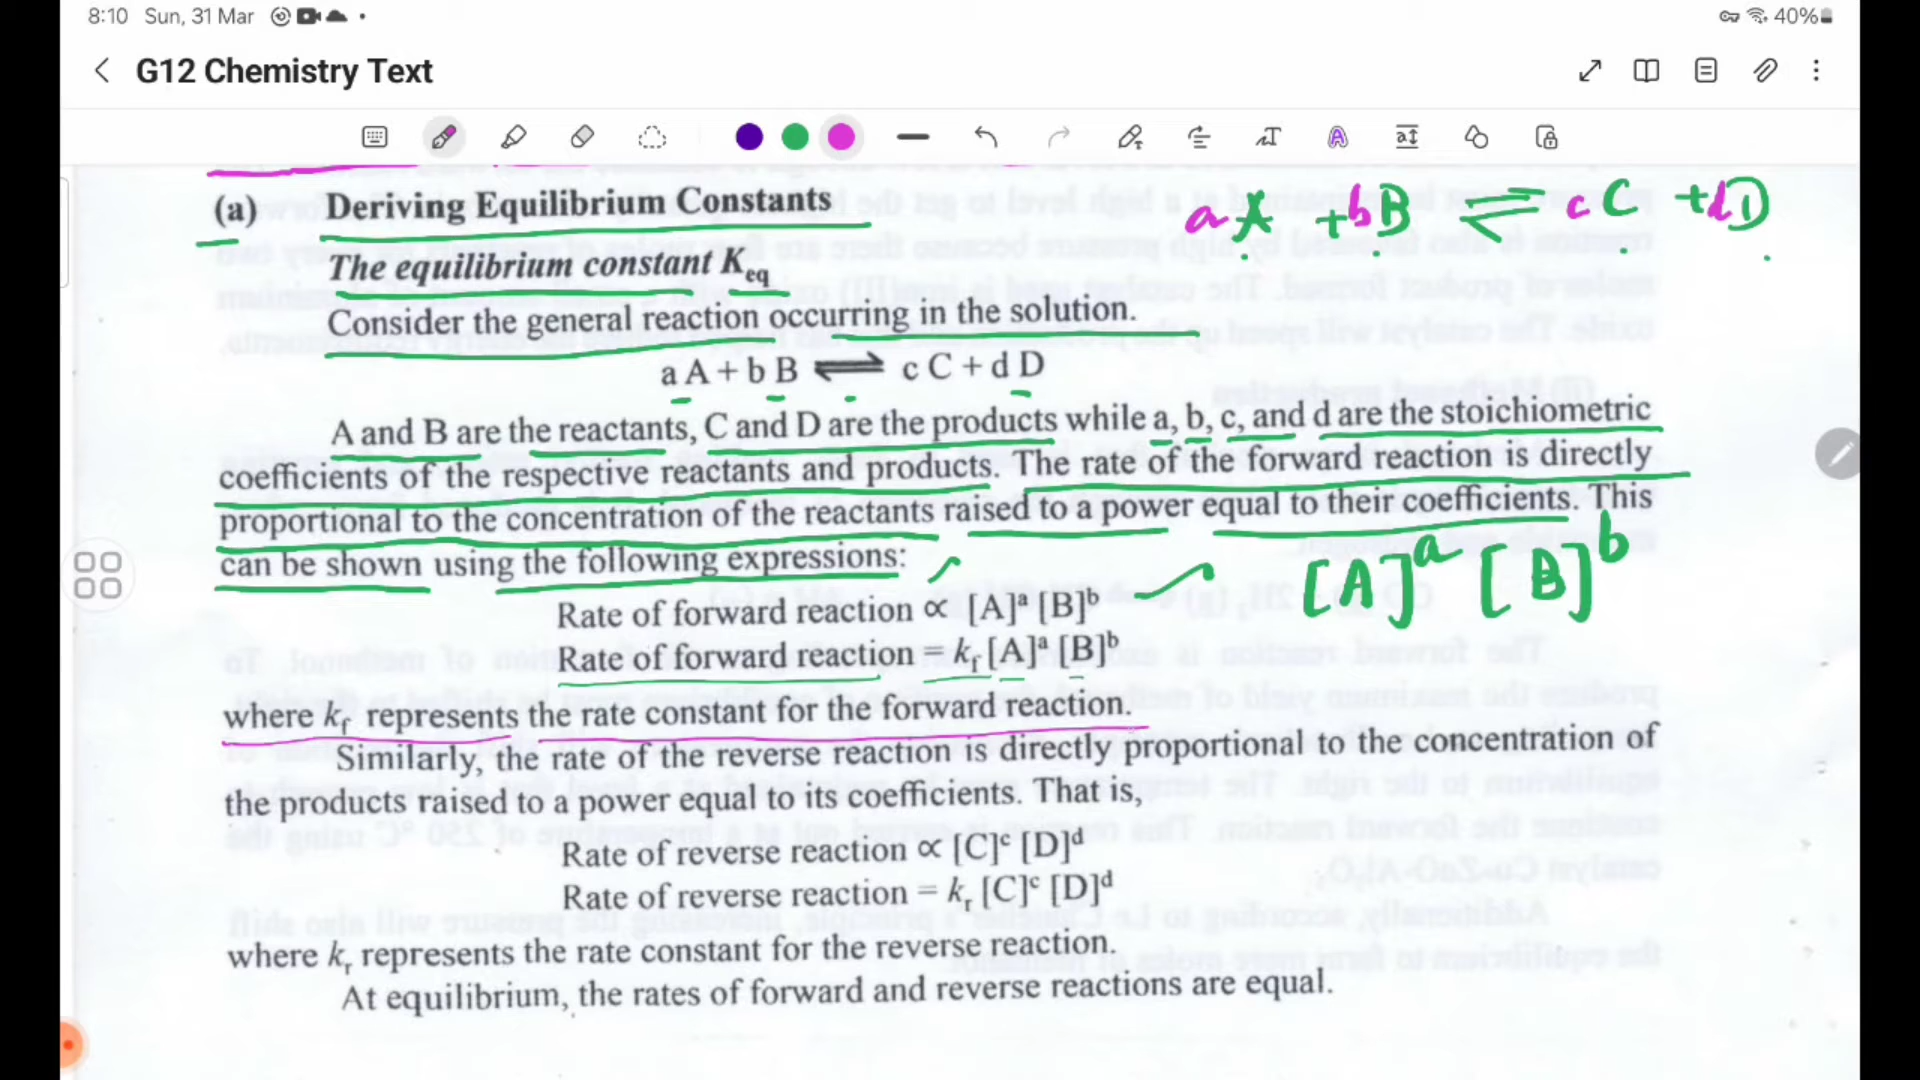 8:10 Sun, 31 Mar
40%
G12 Chemistry Text
(a) Deriving Equilibrium Constants
aA + bB ⇌ cC + dD
The equilibrium constant Keq
Consider the general reaction occurring in the solution.
a A + b B ⇌ c C + d D
A and B are the reactants, C and D are the products while a, b, c, and d are the stoichiometric
coefficients of the respective reactants and products. The rate of the forward reaction is directly
proportional to the concentration of the reactants raised to a power equal to their coefficients. This
can be shown using the following expressions:
[A]ᵃ [B]ᵇ
Rate of forward reaction ∝ [A]ᵃ [B]ᵇ
Rate of forward reaction = kf [A]ᵃ [B]ᵇ
where kf represents the rate constant for the forward reaction.
Similarly, the rate of the reverse reaction is directly proportional to the concentration of
the products raised to a power equal to its coefficients. That is,
Rate of reverse reaction ∝ [C]ᶜ [D]ᵈ
Rate of reverse reaction = kr [C]ᶜ [D]ᵈ
where kr represents the rate constant for the reverse reaction.
At equilibrium, the rates of forward and reverse reactions are equal.